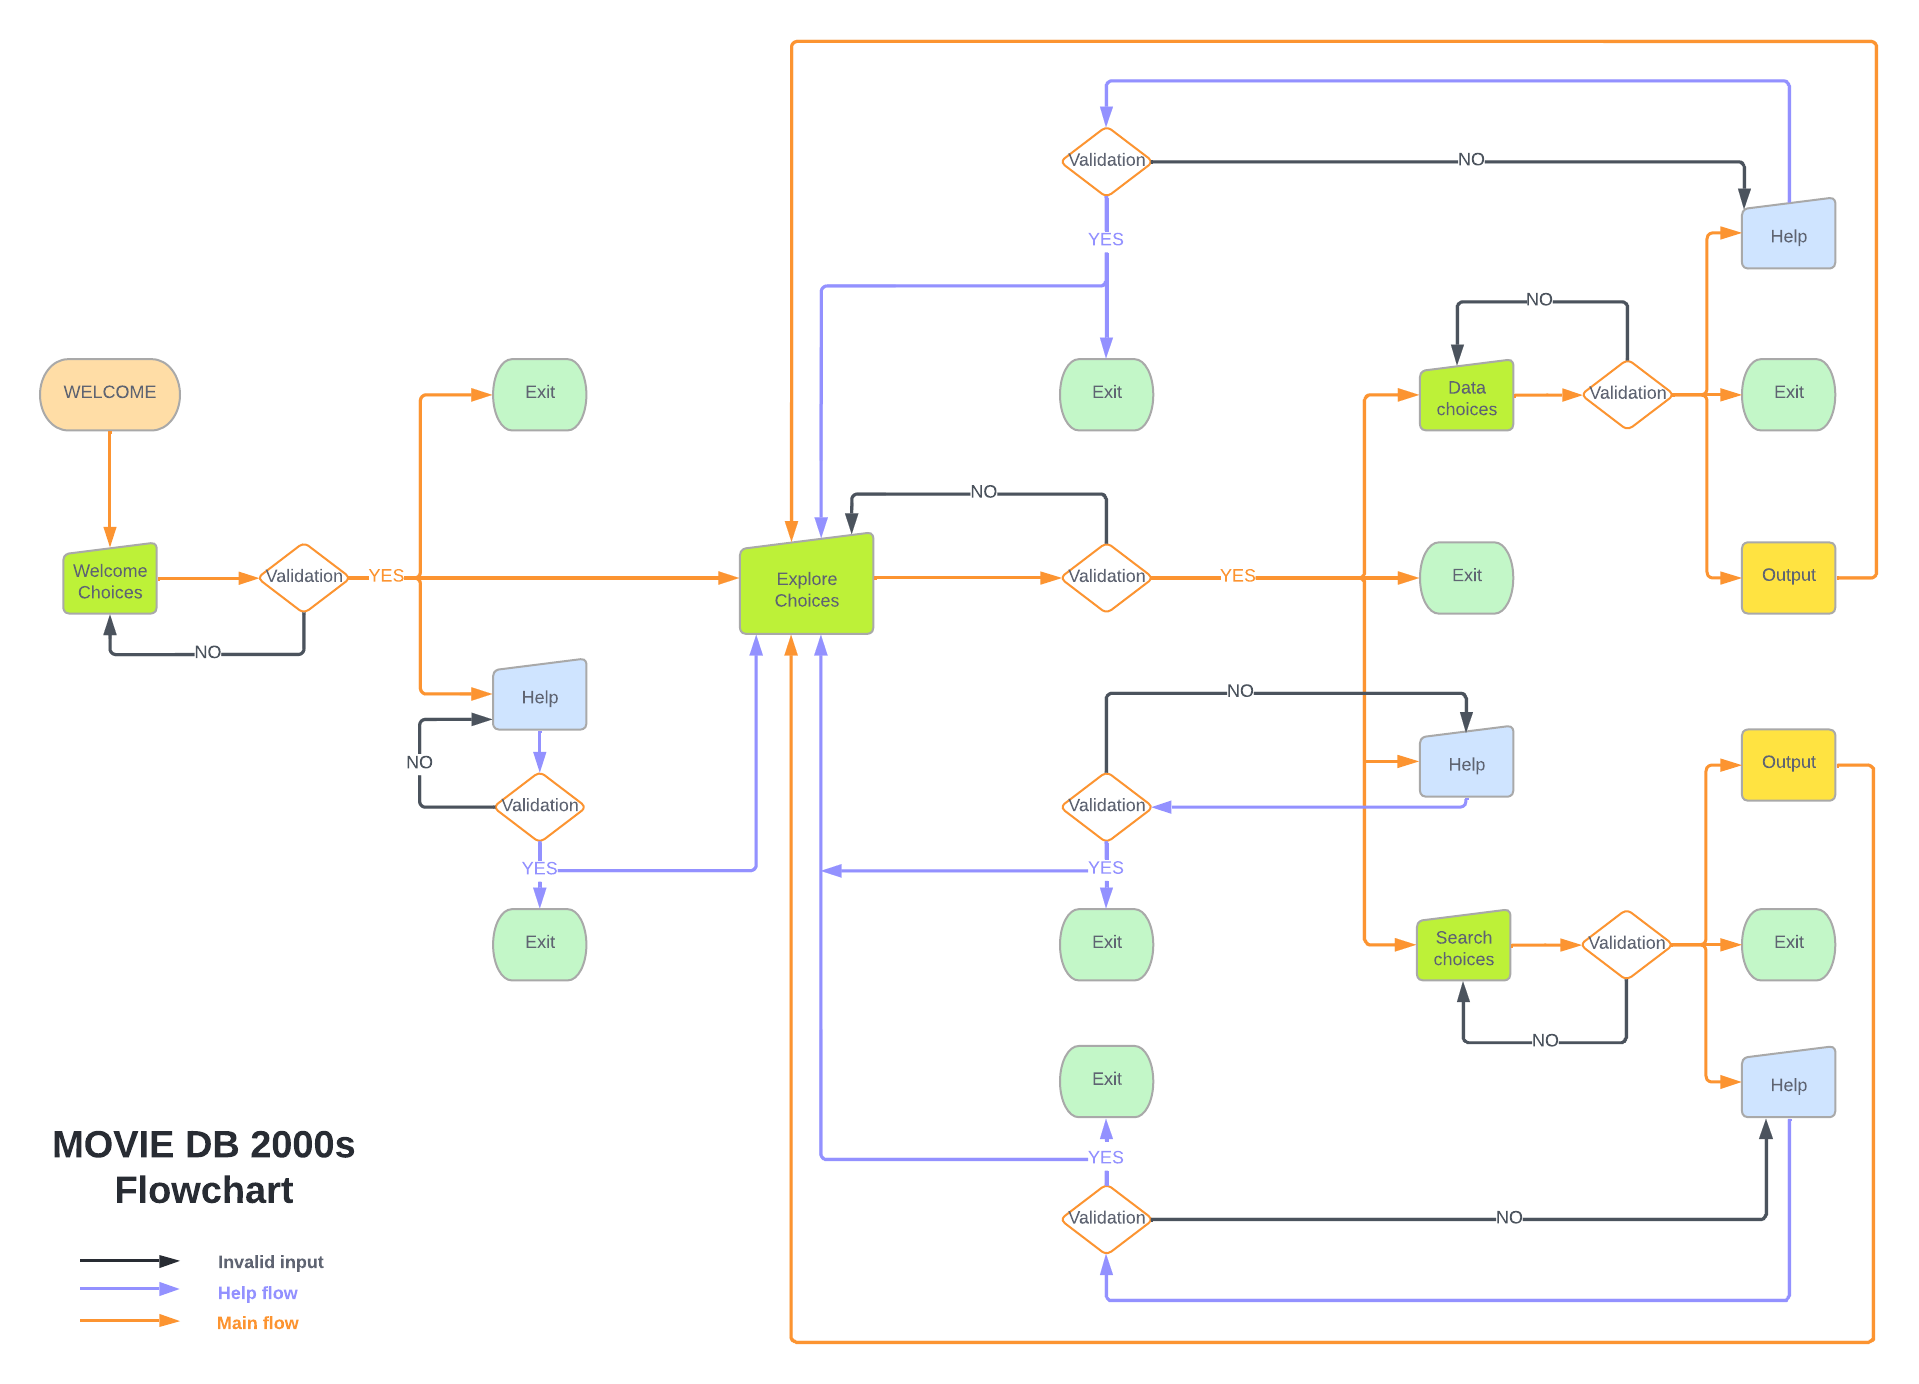 Validation
NO
YES
Help
NO
WELCOME
Exit
Exit
Data
choices
Validation
Exit
NO
Welcome
Choices
Validation
YES
Explore
Choices
Validation
YES
Exit
Output
NO
Help
NO
NO
Help
Output
Validation
Validation
YES
YES
Exit
Exit
Search
choices
Validation
Exit
NO
Exit
Help
YES
Validation
NO
MOVIE DB 2000s
Flowchart
Invalid input
Help flow
Main flow